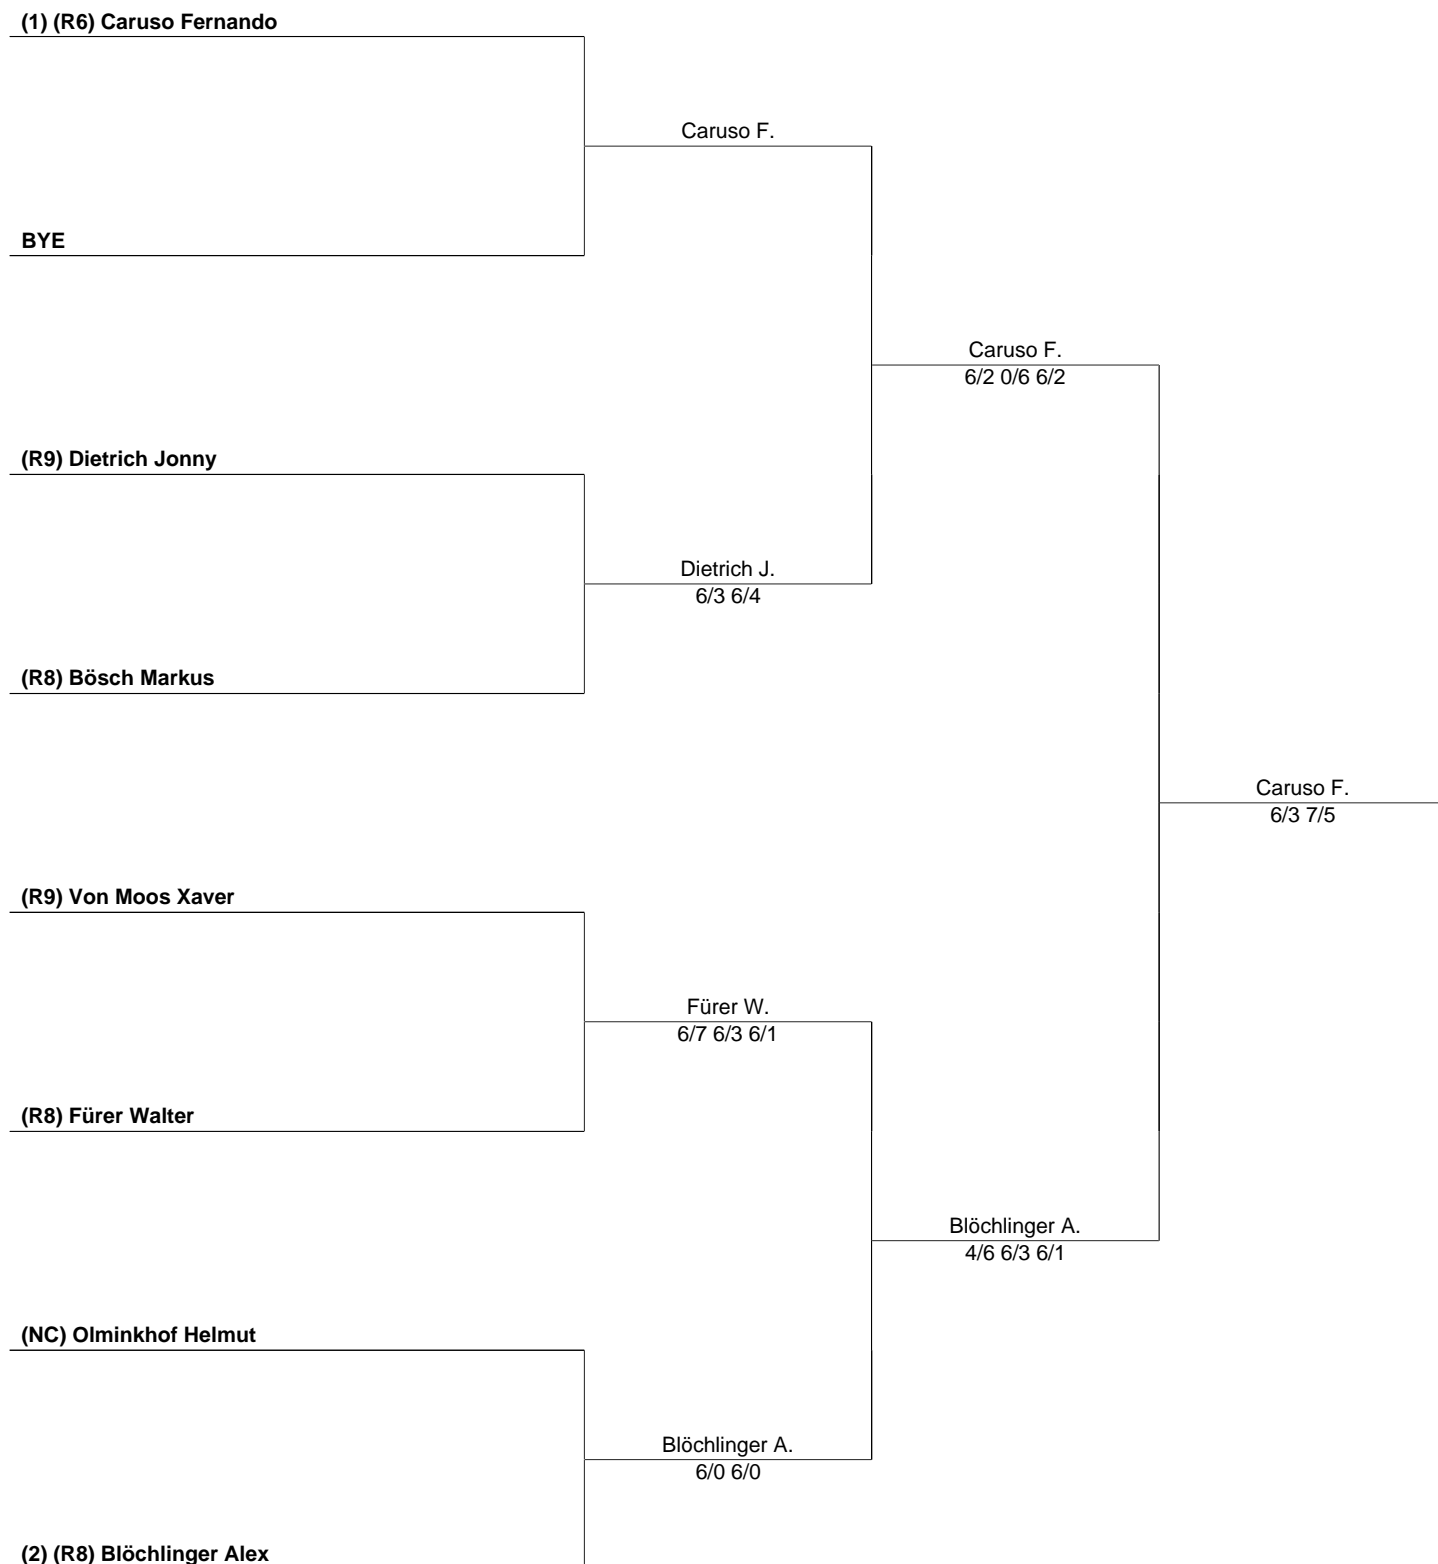 (1) (R6) Caruso Fernando
Caruso F.
BYE
Caruso F.
6/2 0/6 6/2
(R9) Dietrich Jonny
Dietrich J.
6/3 6/4
(R8) Bösch Markus
Caruso F.
6/3 7/5
(R9) Von Moos Xaver
Fürer W.
6/7 6/3 6/1
(R8) Fürer Walter
Blöchlinger A.
4/6 6/3 6/1
(NC) Olminkhof Helmut
Blöchlinger A.
6/0 6/0
(2) (R8) Blöchlinger Alex